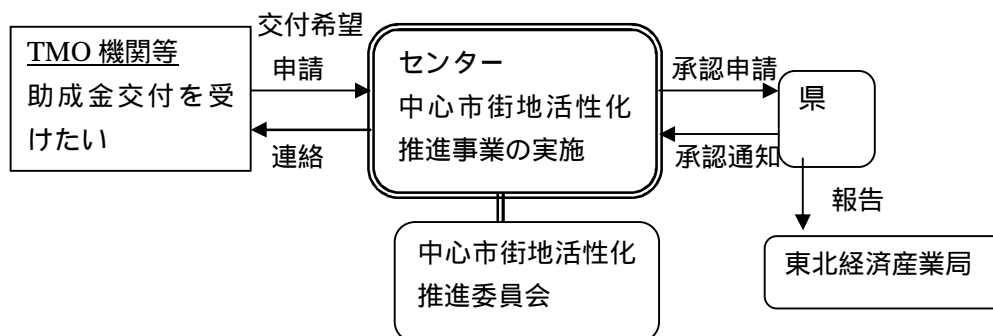 TMO 機関等
助成金交付を受
けたい
交付希望
申請
連絡
センター
中心市街地活性化
推進事業の実施
承認申請
承認通知
県
報告
中心市街地活性化
推進委員会
東北経済産業局